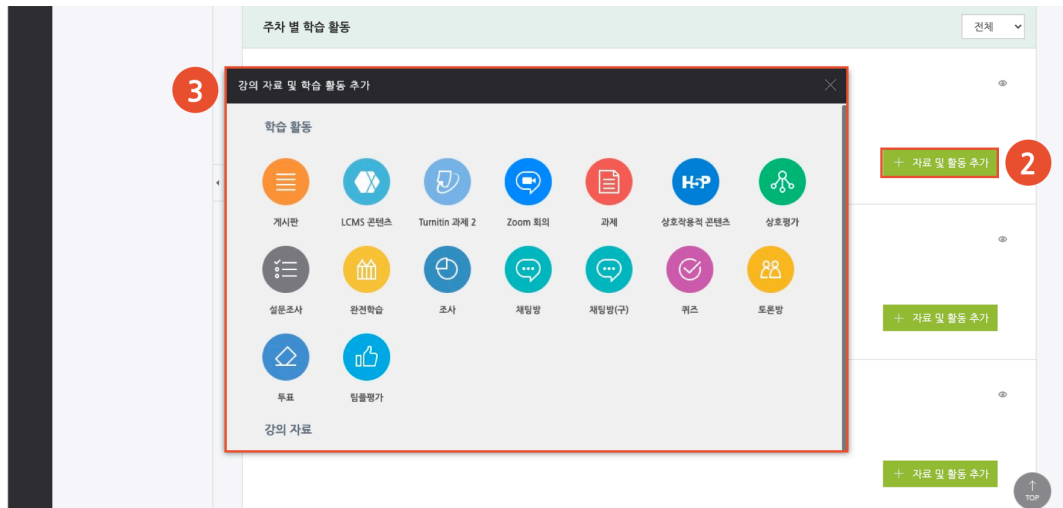 주차 별 학습 활동
전체
3
강의 자료 및 학습 활동 추가
학습 활동
+ 자료 및 활동 추가
2
H5P
게시판
LCMS 콘텐츠
Turnitin 과제 2
Zoom 회의
과제
상호작용적 콘텐츠
상호평가
설문조사
완전학습
조사
채팅방
채팅방(구)
퀴즈
토론방
+ 자료 및 활동 추가
투표
팀플평가
강의 자료
+ 자료 및 활동 추가
TOP